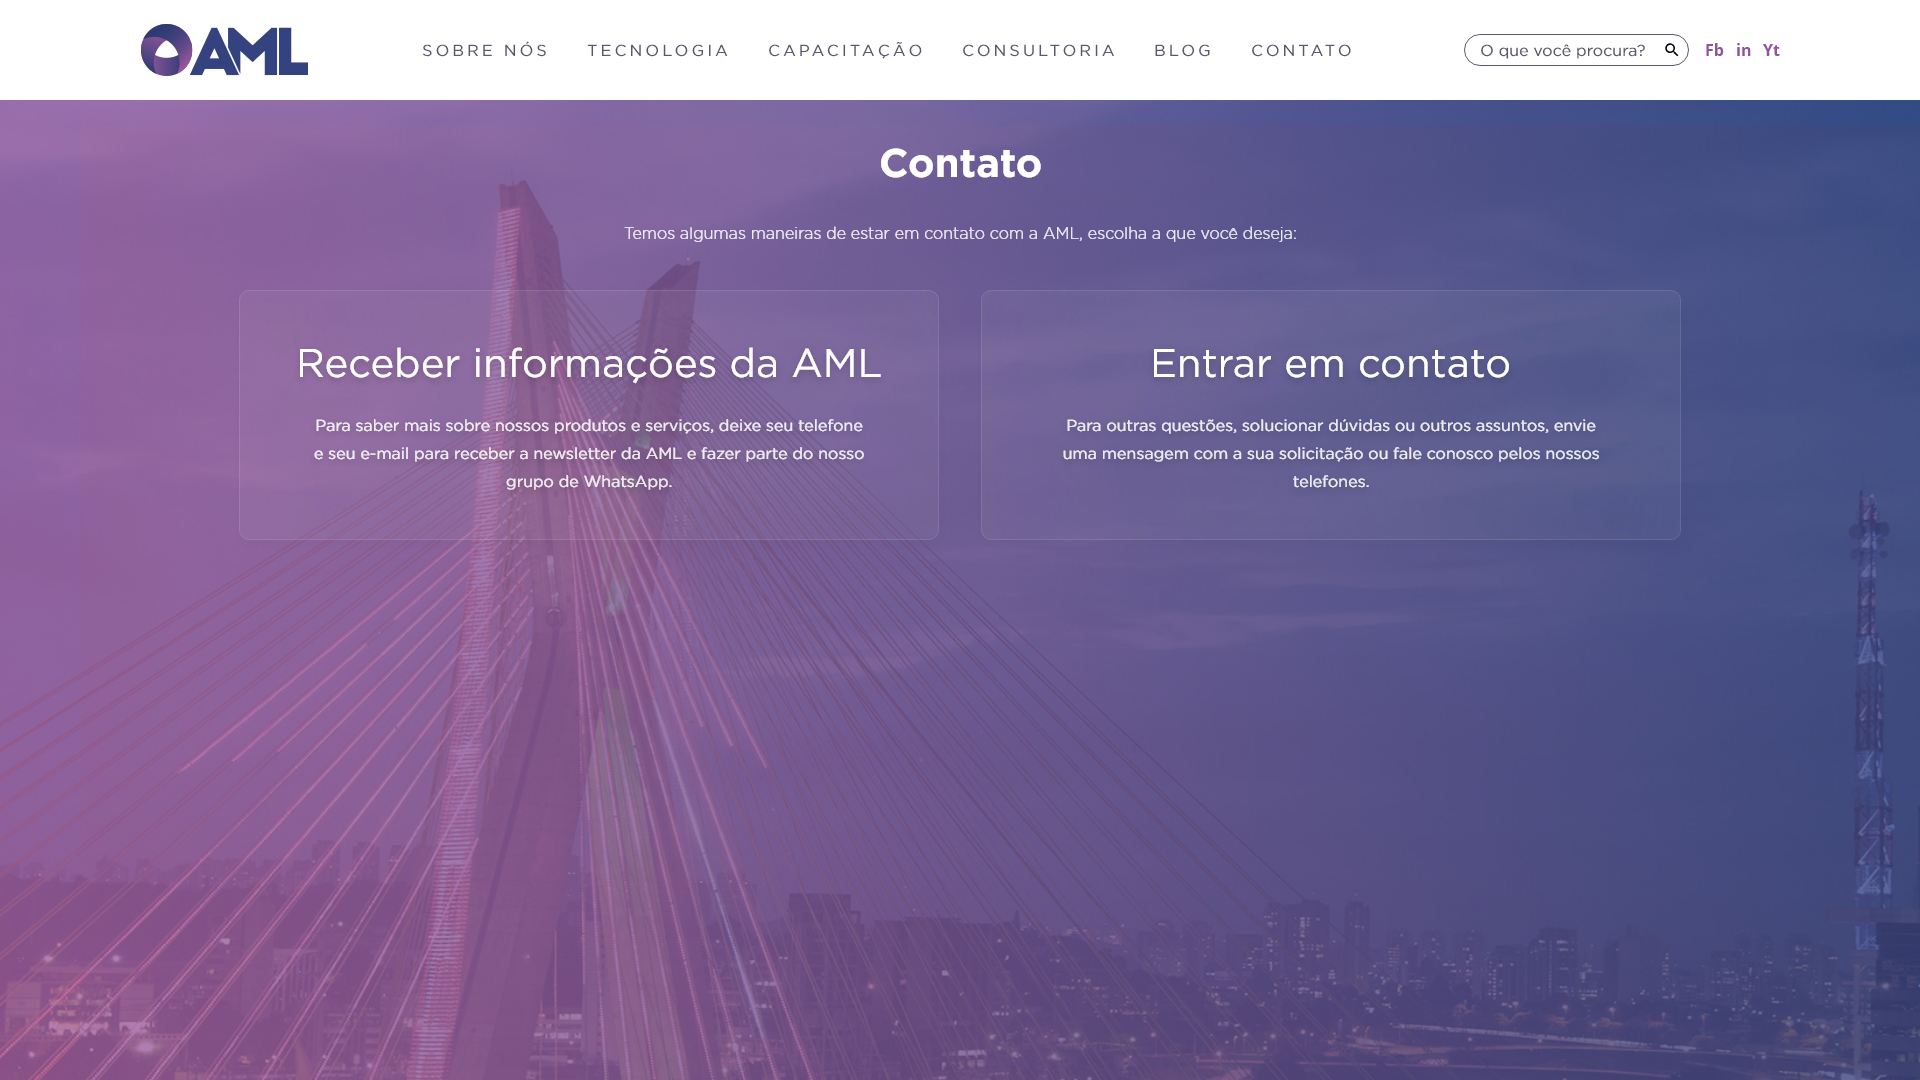 AML
SOBRE NÓS
TECNOLOGIA
CAPACITAÇÃO
CONSULTORIA
BLOG
CONTATO
O que você procura?
Fb in Yt
Contato
Temos algumas maneiras de estar em contato com a AML, escolha a que você deseja:
Receber informações da AML
Para saber mais sobre nossos produtos e serviços, deixe seu telefone
e seu e-mail para receber a newsletter da AML e fazer parte do nosso
grupo de WhatsApp.
Entrar em contato
Para outras questões, solucionar dúvidas ou outros assuntos, envie
uma mensagem com a sua solicitação ou fale conosco pelos nossos
telefones.